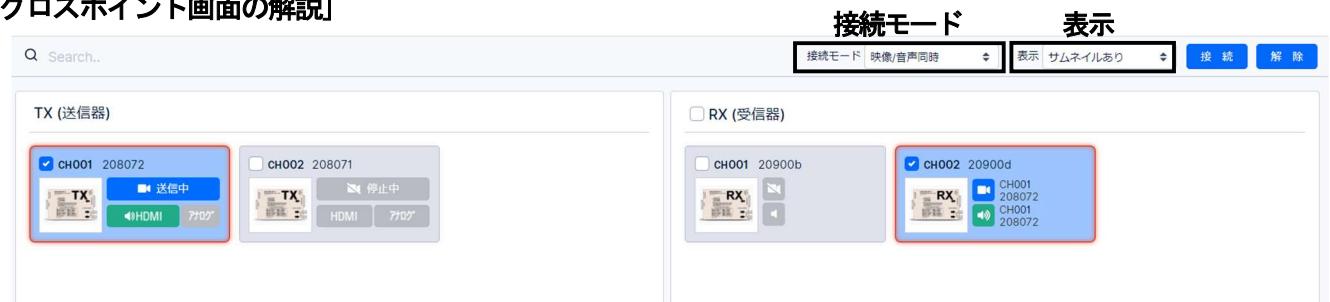 クロスポイント画面の解説]
接続モード 表示
Search..
接続モード 映像/音声同時
表示 サムネイルあり
接 続
解 除
TX (送信器)
CH001 208072
TX
送信中
HDMI ｱﾅﾛｸﾞ
CH002 208071
TX
停止中
HDMI ｱﾅﾛｸﾞ
RX (受信器)
CH001 20900b
RX
CH002 20900d
RX
CH001
208072
CH001
208072